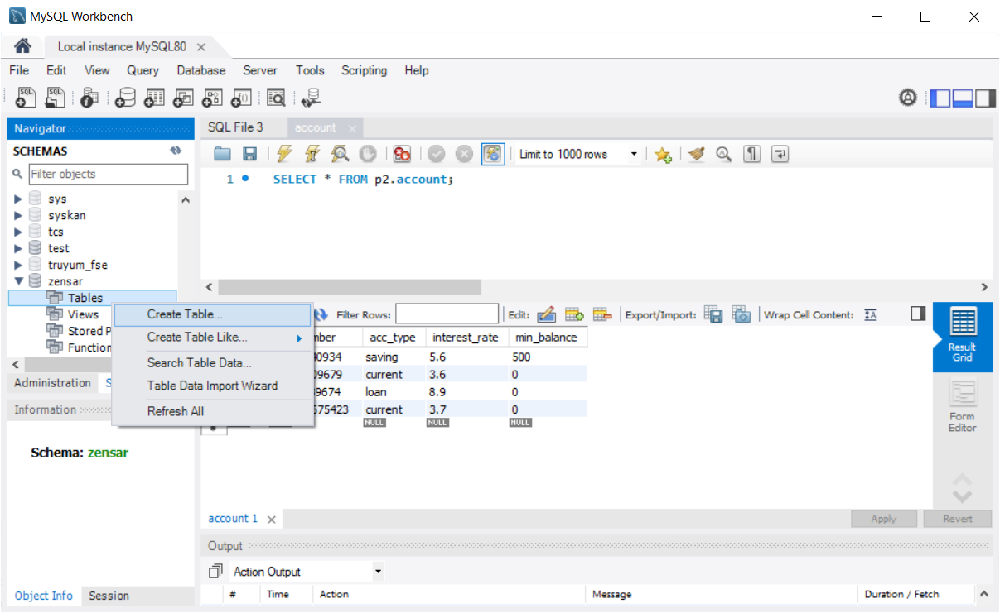 MySQL Workbench
Local instance MySQL80
File Edit View Query Database Server Tools Scripting Help
Navigator
SCHEMAS
Filter objects
sys
syskan
tcs
test
truyum_fse
zensar
Tables
Views
Stored P
Function
Administration S
Information
Schema: zensar
Object Info Session
Create Table...
Create Table Like...
Search Table Data...
Table Data Import Wizard
Refresh All
SQL File 3 account
Limit to 1000 rows
1 SELECT * FROM p2.account;
Filter Rows: Edit: Export/Import: Wrap Cell Content:
mber acc_type interest_rate min_balance
40934 saving 5.6 500
09679 current 3.6 0
39674 loan 8.9 0
575423 current 3.7 0
NULL NULL NULL
Result
Grid
Form
Editor
account 1
Apply Revert
Output
Action Output
# Time Action Message Duration / Fetch